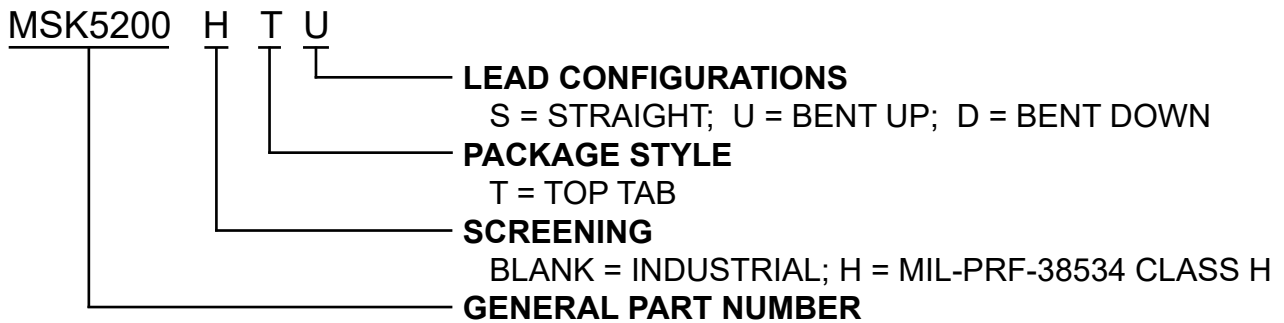 MSK5200 H T U
LEAD CONFIGURATIONS
S = STRAIGHT; U = BENT UP; D = BENT DOWN
PACKAGE STYLE
T = TOP TAB
SCREENING
BLANK = INDUSTRIAL; H = MIL-PRF-38534 CLASS H
GENERAL PART NUMBER